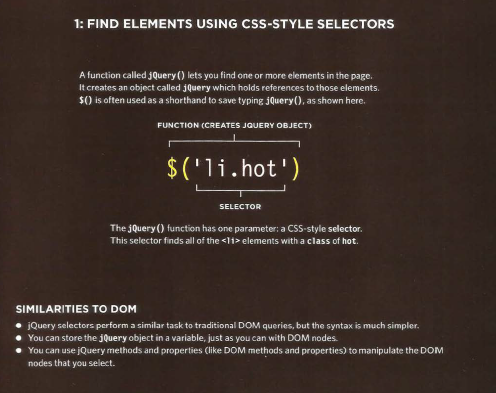 1: FIND ELEMENTS USING CSS-STYLE SELECTORS
A function called jQuery() lets you find one or more elements in the page.
It creates an object called jQuery which holds references to those elements.
$() is often used as a shorthand to save typing jQuery(), as shown here.
FUNCTION (CREATES JQUERY OBJECT)
$('li.hot')
SELECTOR
The jQuery() function has one parameter: a CSS-style selector.
This selector finds all of the <li> elements with a class of hot.
SIMILARITIES TO DOM
● jQuery selectors perform a similar task to traditional DOM queries, but the syntax is much simpler.
● You can store the jQuery object in a variable, just as you can with DOM nodes.
● You can use jQuery methods and properties (like DOM methods and properties) to manipulate the DOM
nodes that you select.